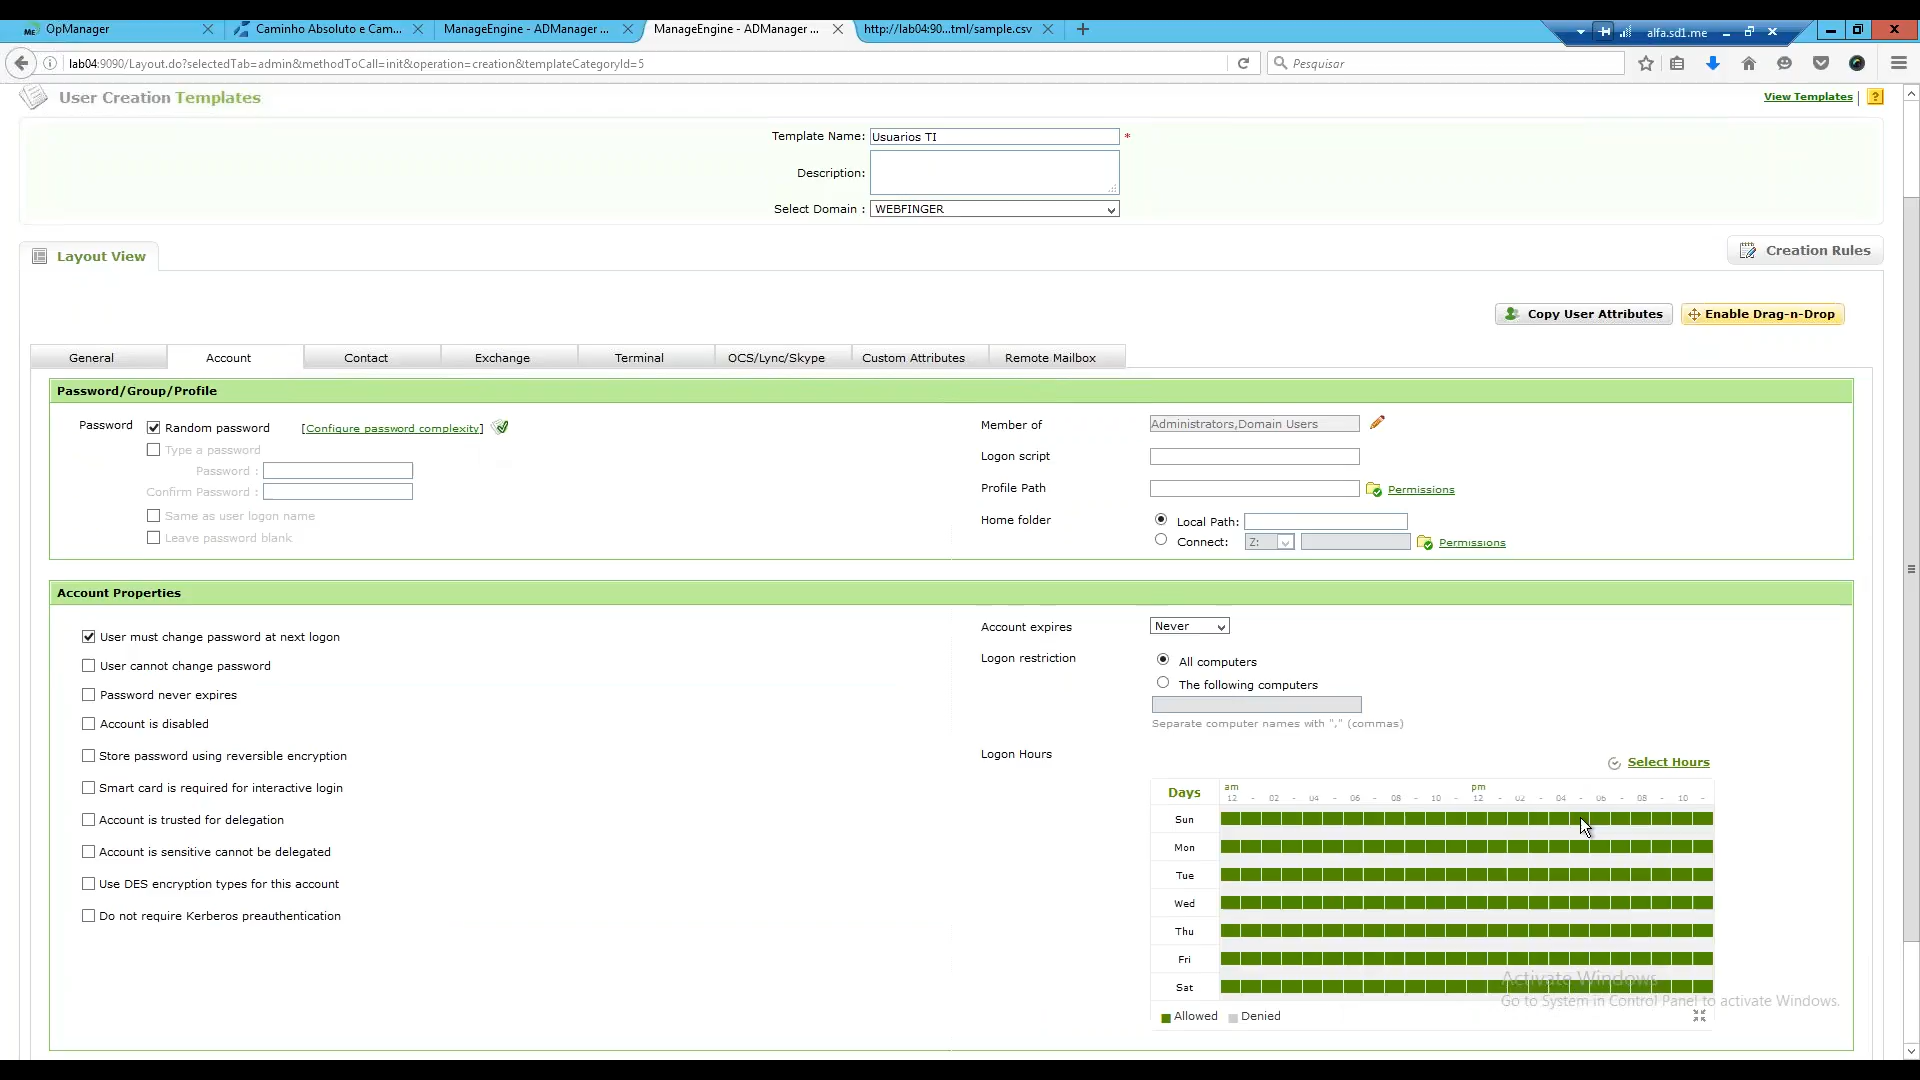 OpManager
Caminho Absoluto e Cam...
ManageEngine - ADManager ...
ManageEngine - ADManager ...
http://lab04:90...tml/sample.csv
alfa.sd1.me
lab04:9090/Layout.do?selectedTab=admin&methodToCall=init&operation=creation&templateCategoryId=5
Pesquisar
User Creation Templates
View Templates
?
Template Name: Usuarios TI *
Description:
Select Domain : WEBFINGER
Layout View
Creation Rules
Copy User Attributes
Enable Drag-n-Drop
General
Account
Contact
Exchange
Terminal
OCS/Lync/Skype
Custom Attributes
Remote Mailbox
Password/Group/Profile
Password
Random password
[Configure password complexity]
Type a password
Password :
Confirm Password :
Same as user logon name
Leave password blank
Member of
Administrators,Domain Users
Logon script
Profile Path
Permissions
Home folder
Local Path:
Connect:
Z:
Permissions
Account Properties
User must change password at next logon
User cannot change password
Password never expires
Account is disabled
Store password using reversible encryption
Smart card is required for interactive login
Account is trusted for delegation
Account is sensitive cannot be delegated
Use DES encryption types for this account
Do not require Kerberos preauthentication
Account expires
Never
Logon restriction
All computers
The following computers
Separate computer names with "," (commas)
Logon Hours
Select Hours
Days
am
pm
12 - 02 - 04 - 06 - 08 - 10 - 12 - 02 - 04 - 06 - 08 - 10 -
Sun
Mon
Tue
Wed
Thu
Fri
Sat
Allowed
Denied
Activate Windows
Go to System in Control Panel to activate Windows.